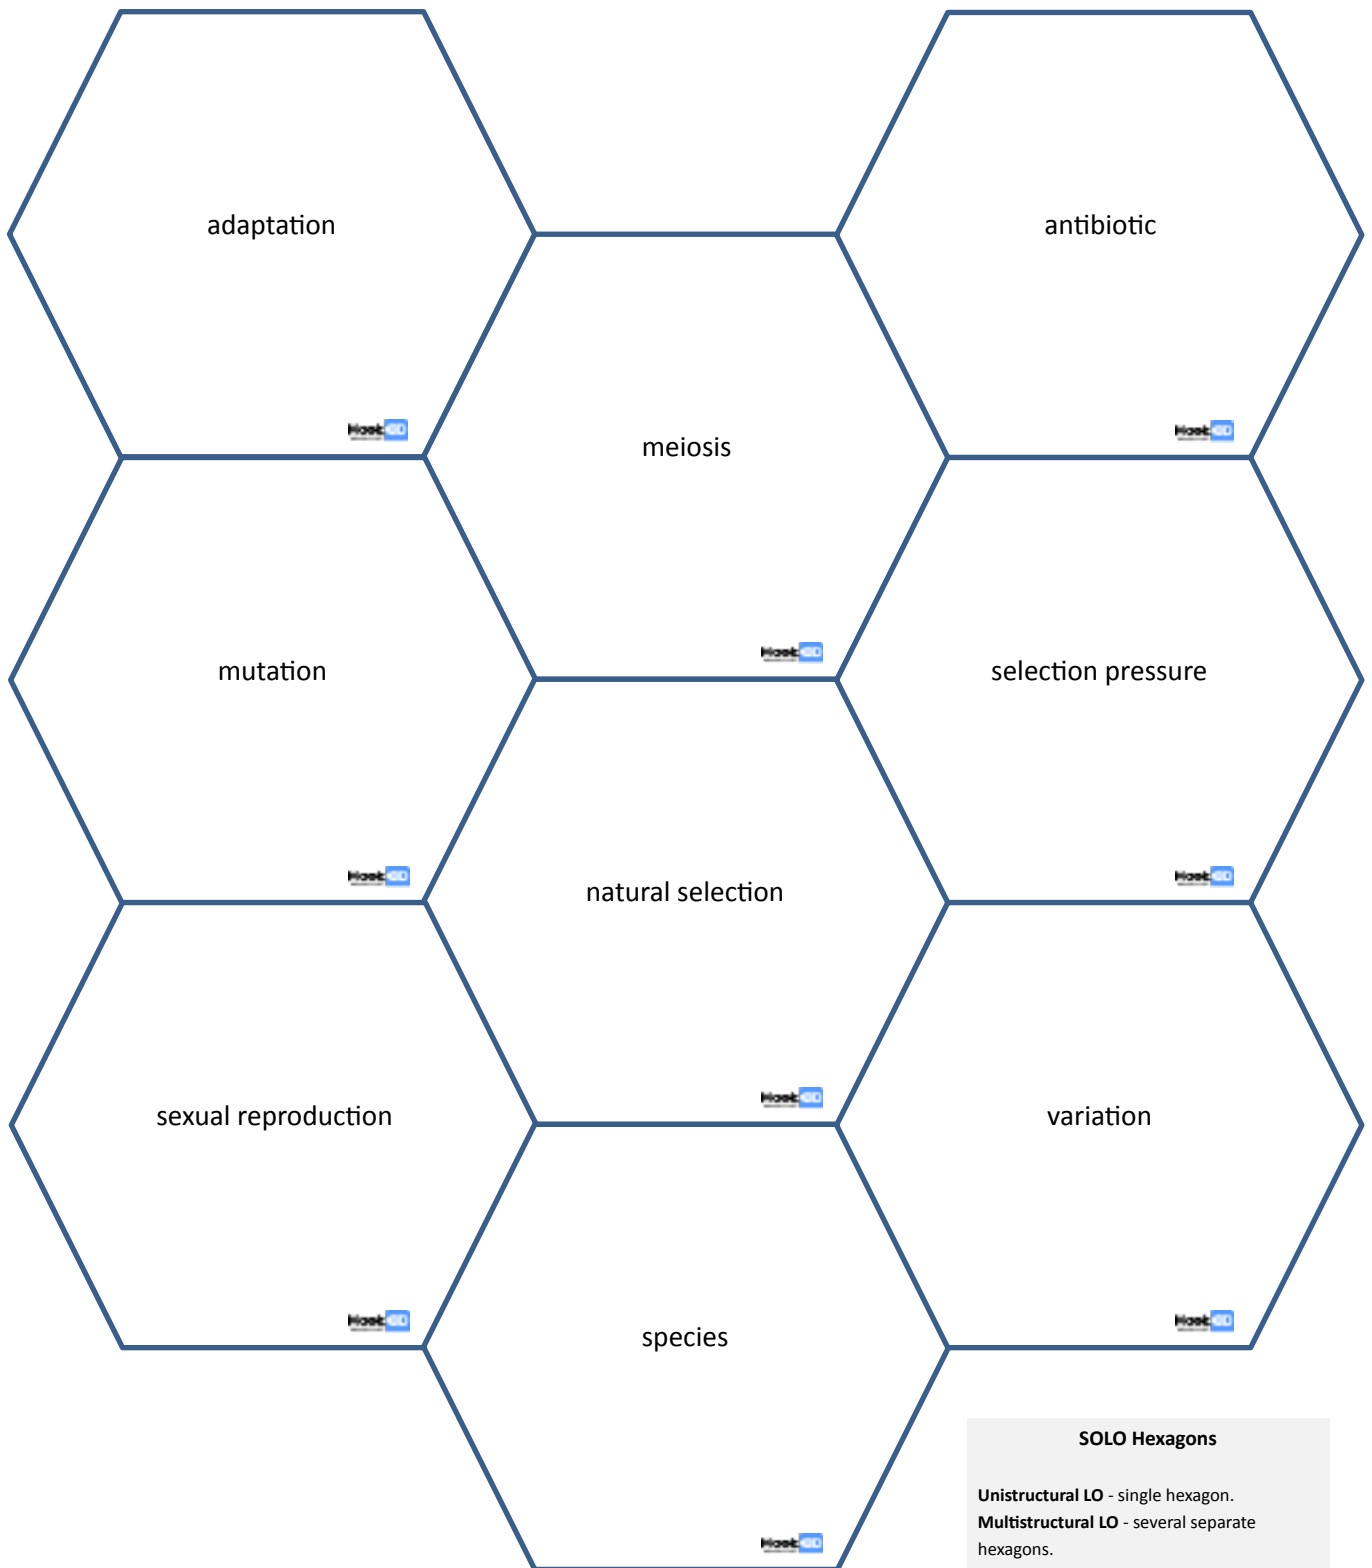 adaptation
antibiotic
meiosis
mutation
selection pressure
natural selection
sexual reproduction
variation
species
SOLO Hexagons
Unistructural LO - single hexagon.
Multistructural LO - several separate
hexagons.